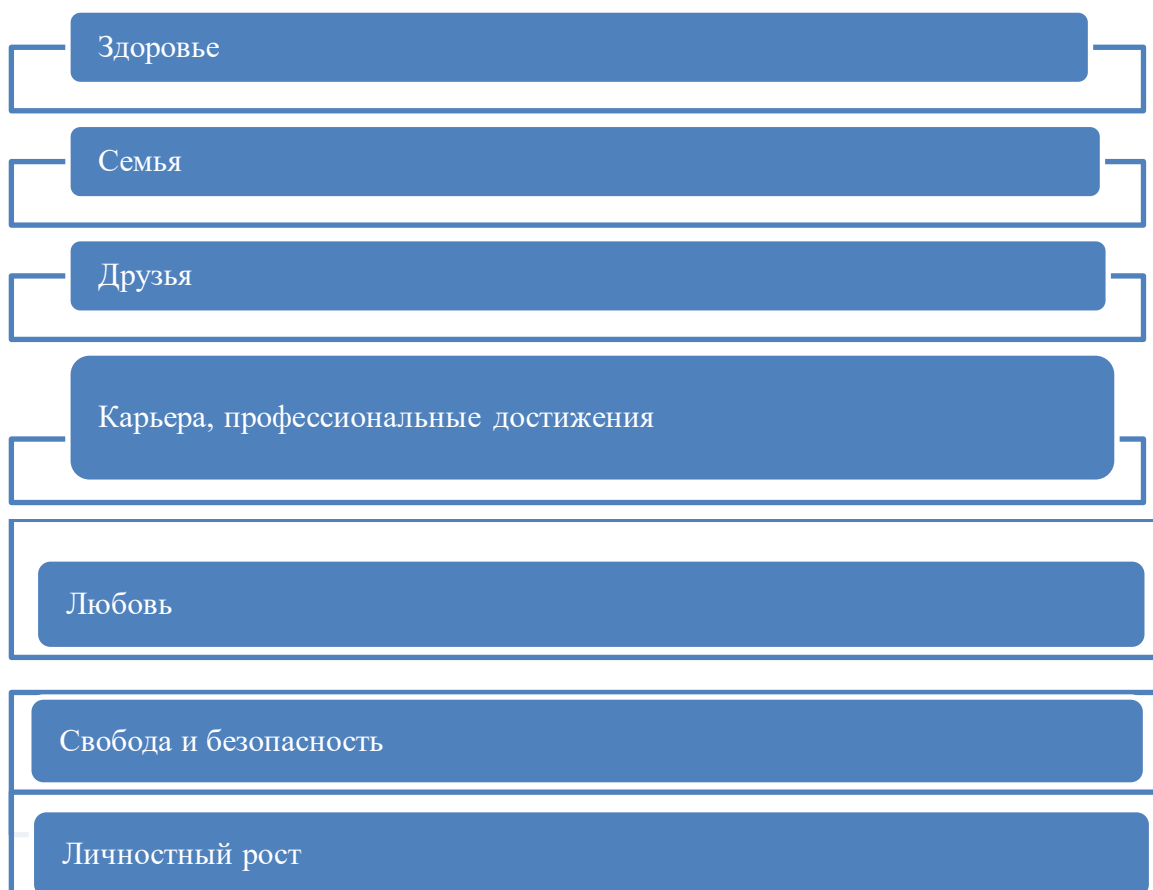 Здоровье
Семья
Друзья
Карьера, профессиональные достижения
Любовь
Свобода и безопасность
Личностный рост